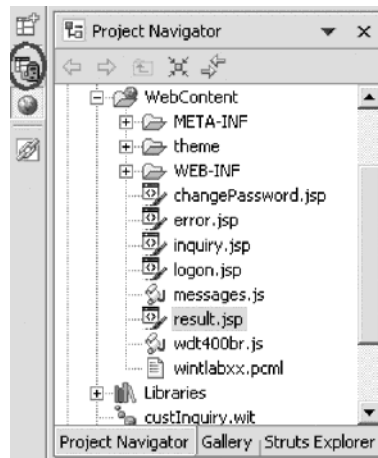 Project Navigator
WebContent
META-INF
theme
WEB-INF
changePassword.jsp
error.jsp
inquiry.jsp
logon.jsp
messages.js
result.jsp
wdt400br.js
wintlabxx.pcml
Libraries
custInquiry.wit
Project Navigator Gallery Struts Explorer